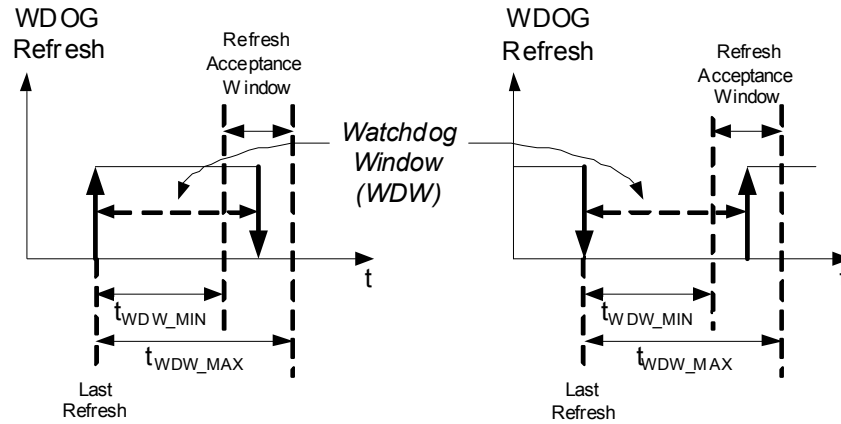 WDOG
Refresh
Refresh
Acceptance
Window
t
tWDW_MIN
tWDW_MAX
Last
Refresh
Watchdog
Window
(WDW)
WDOG
Refresh
Refresh
Acceptance
Window
tWDW_MIN
tWDW_MAX
Last
Refresh